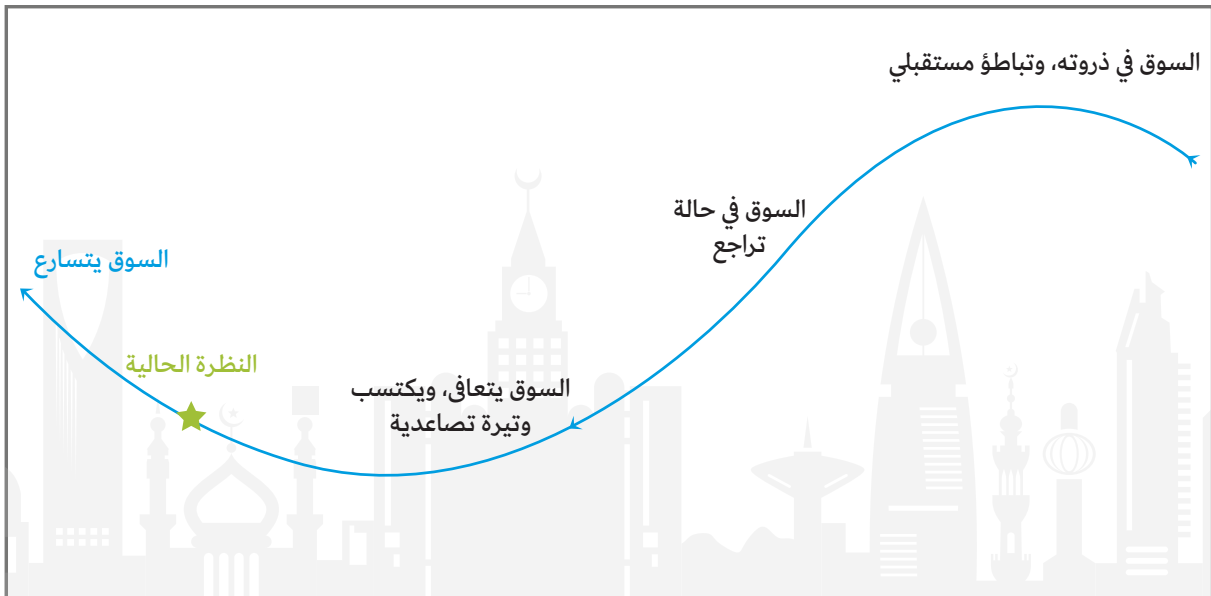 السوق في ذروته، وتباطؤ مستقبلي
السوق في حالة
تراجع
السوق يتعافى، ويكتسب
وتيرة تصاعدية
النظرة الحالية
السوق يتسارع